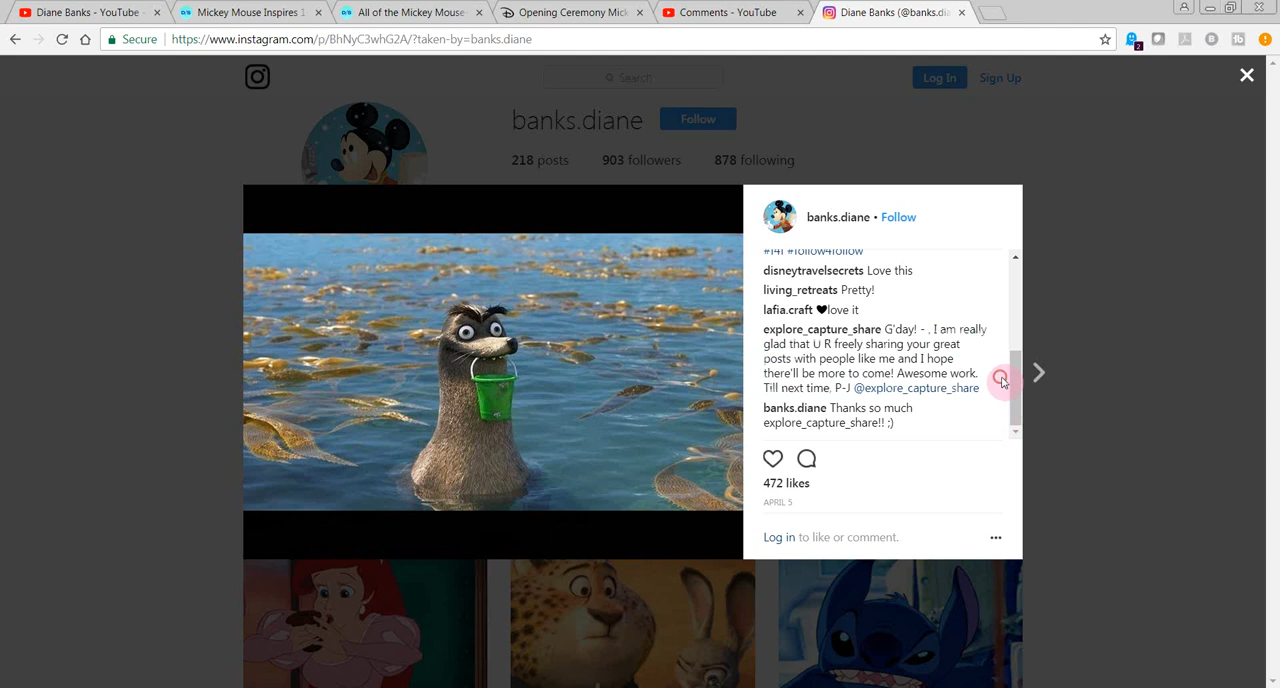 Diane Banks - YouTube -
Mickey Mouse Inspires 1
All of the Mickey Mouse-
Opening Ceremony Mick
Comments - YouTube
Diane Banks (@banks.dia
Secure
https://www.instagram.com/p/BhNyC3whG2A/?taken-by=banks.diane
2
Search
Log In
Sign Up
banks.diane
Follow
218 posts
903 followers
878 following
banks.diane • Follow
#f4f #follow4follow
disneytravelsecrets Love this
living_retreats Pretty!
lafia.craft ♥love it
explore_capture_share G'day! - , I am really
glad that U R freely sharing your great
posts with people like me and I hope
there'll be more to come! Awesome work.
Till next time, P-J @explore_capture_share
banks.diane Thanks so much
explore_capture_share!! ;)
472 likes
APRIL 5
Log in to like or comment.